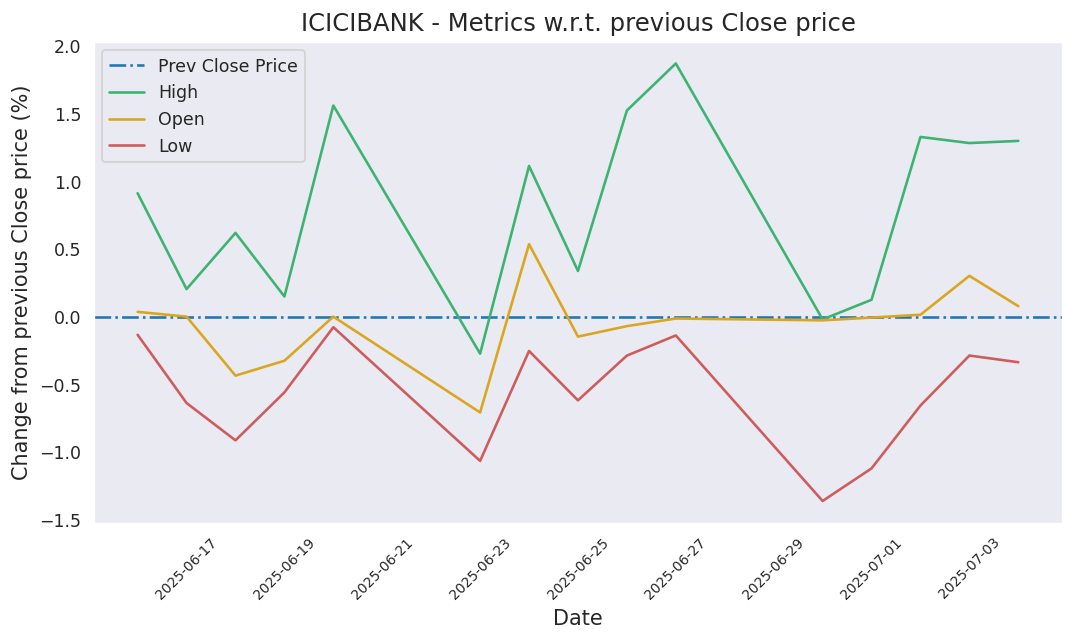 ICICIBANK - Metrics w.r.t. previous Close price
Change from previous Close price (%)
2.0
1.5
1.0
0.5
0.0
−0.5
−1.0
−1.5
Prev Close Price
High
Open
Low
2025-06-17
2025-06-19
2025-06-21
2025-06-23
2025-06-25
2025-06-27
2025-06-29
2025-07-01
2025-07-03
Date